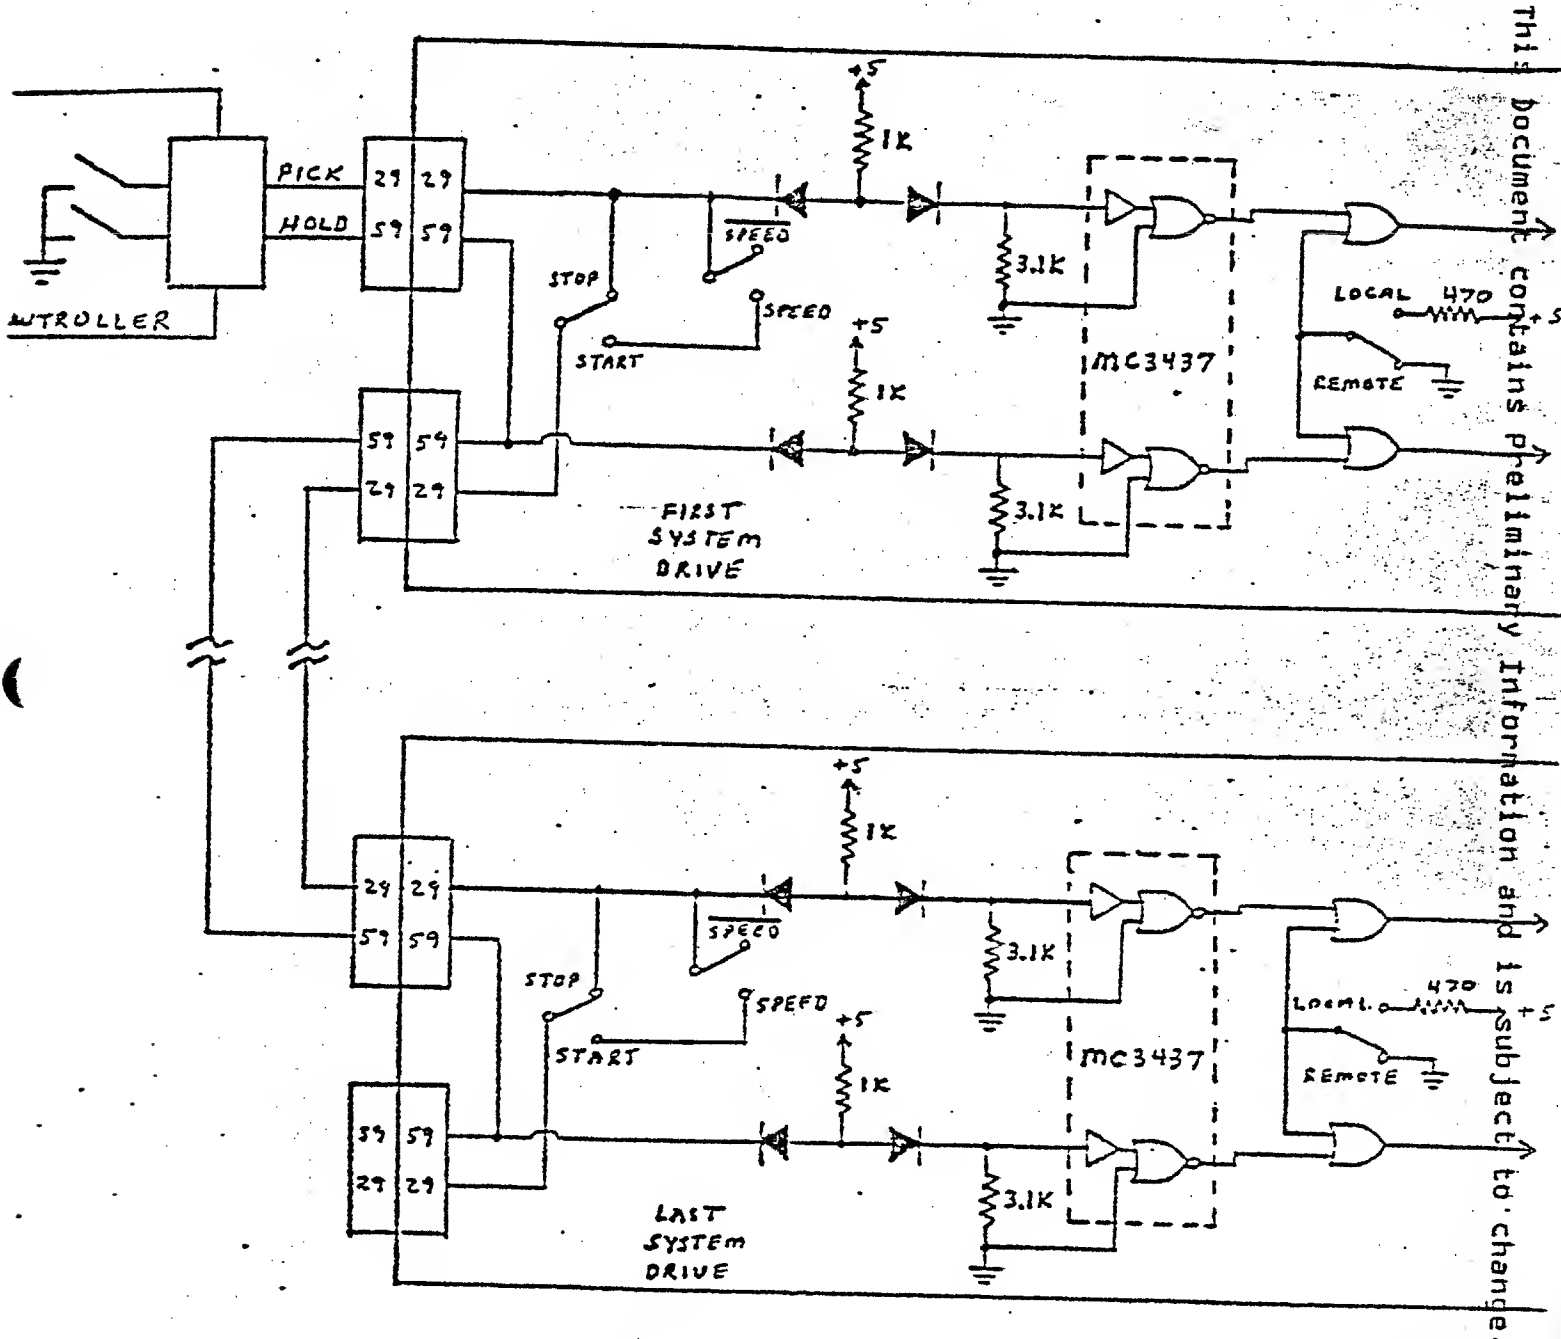 This Document contains preliminary Information and is subject to change.
+5
1K
PICK
29 29
HOLD
59 59
SPEED
STOP
3.1K
SPEED
LOCAL 470
+5
NTROLLER
START
+5
MC3437
REMOTE
1K
59 59
29 29
3.1K
FIRST
SYSTEM
DRIVE
+5
1K
29 29
59 59
SPEED
3.1K
STOP
SPEED
LOCAL 470
+5
+5
START
MC3437
REMOTE
1K
59 59
29 29
3.1K
LAST
SYSTEM
DRIVE